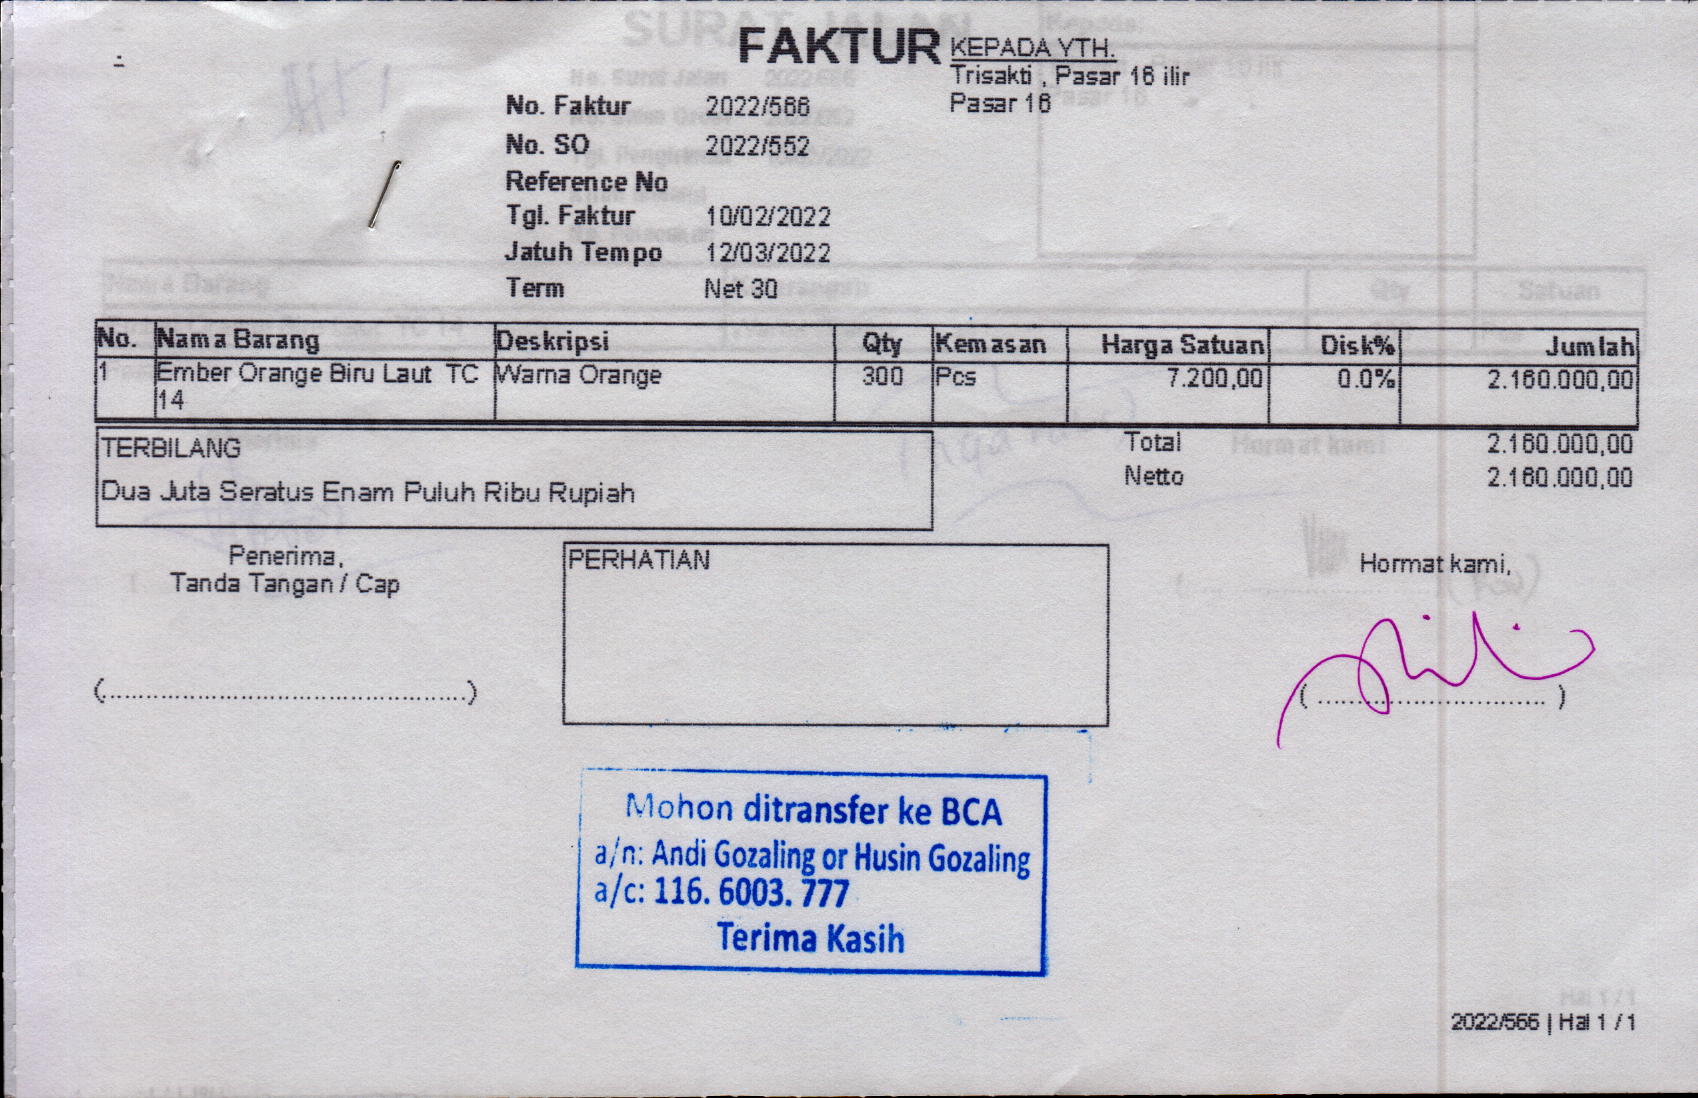 FAKTUR
KEPADA YTH.
Trisakti , Pasar 16 ilir
Pasar 16
No. Faktur 2022/566
No. SO 2022/552
Reference No
Tgl. Faktur 10/02/2022
Jatuh Tempo 12/03/2022
Term Net 30
No. Nama Barang Deskripsi Qty Kemasan Harga Satuan Disk% Jumlah
1 Ember Orange Biru Laut TC Warna Orange 300 Pcs 7.200,00 0.0% 2.160.000,00
14
TERBILANG
Dua Juta Seratus Enam Puluh Ribu Rupiah
Total 2.160.000,00
Netto 2.160.000,00
Penerima,
Tanda Tangan / Cap
(..............................................)
PERHATIAN
Hormat kami,
( ............................. )
Mohon ditransfer ke BCA
a/n: Andi Gozaling or Husin Gozaling
a/c: 116. 6003. 777
Terima Kasih
2022/566 | Hal 1 / 1